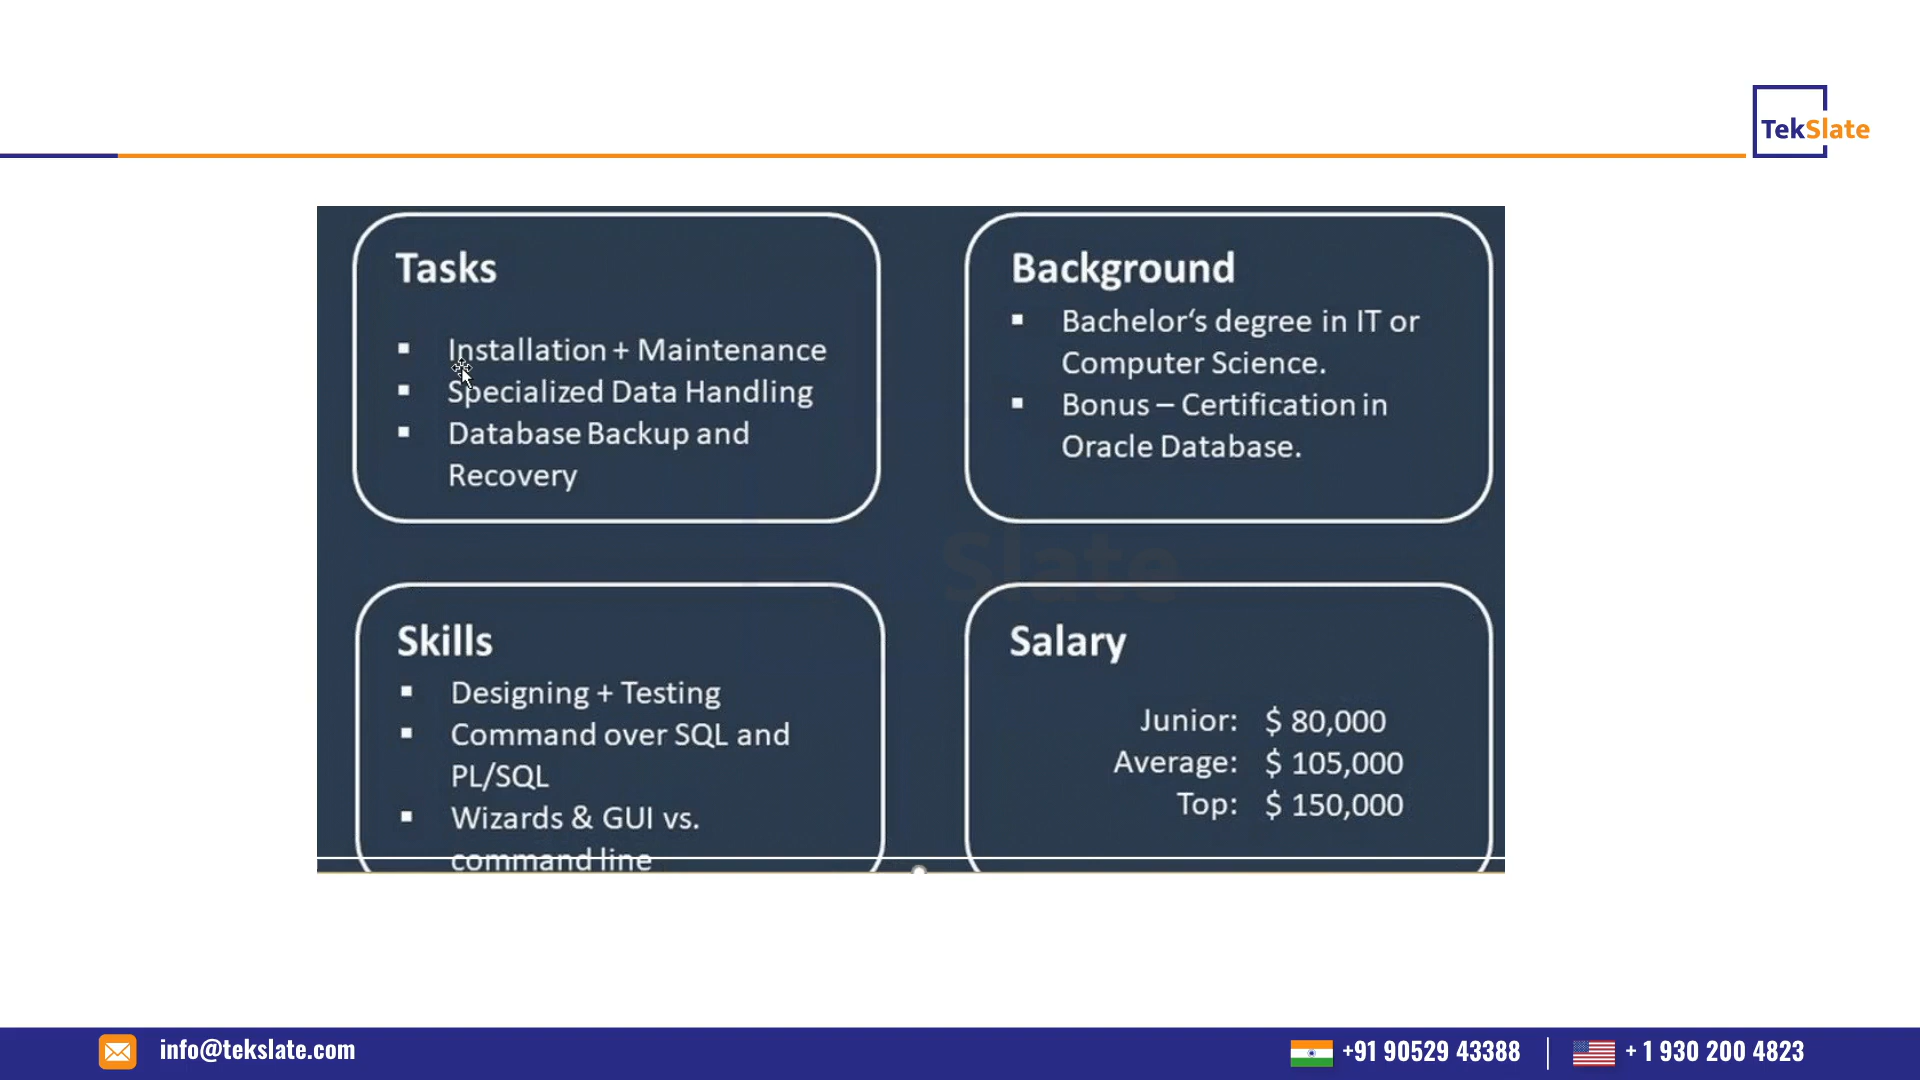 TekSlate
Tasks
▪ Installation + Maintenance
▪ Specialized Data Handling
▪ Database Backup and
Recovery
Background
▪ Bachelor‘s degree in IT or
Computer Science.
▪ Bonus – Certification in
Oracle Database.
Slate
Skills
▪ Designing + Testing
▪ Command over SQL and
PL/SQL
▪ Wizards & GUI vs.
command line
Salary
Junior: $ 80,000
Average: $ 105,000
Top: $ 150,000
info@tekslate.com
+91 90529 43388
+ 1 930 200 4823